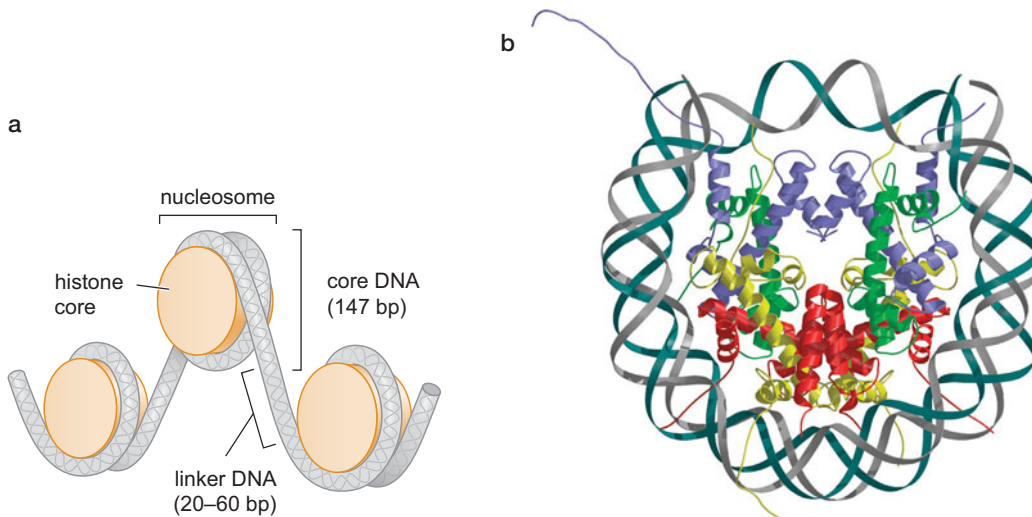 a
nucleosome
histone
core
core DNA
(147 bp)
linker DNA
(20–60 bp)
b